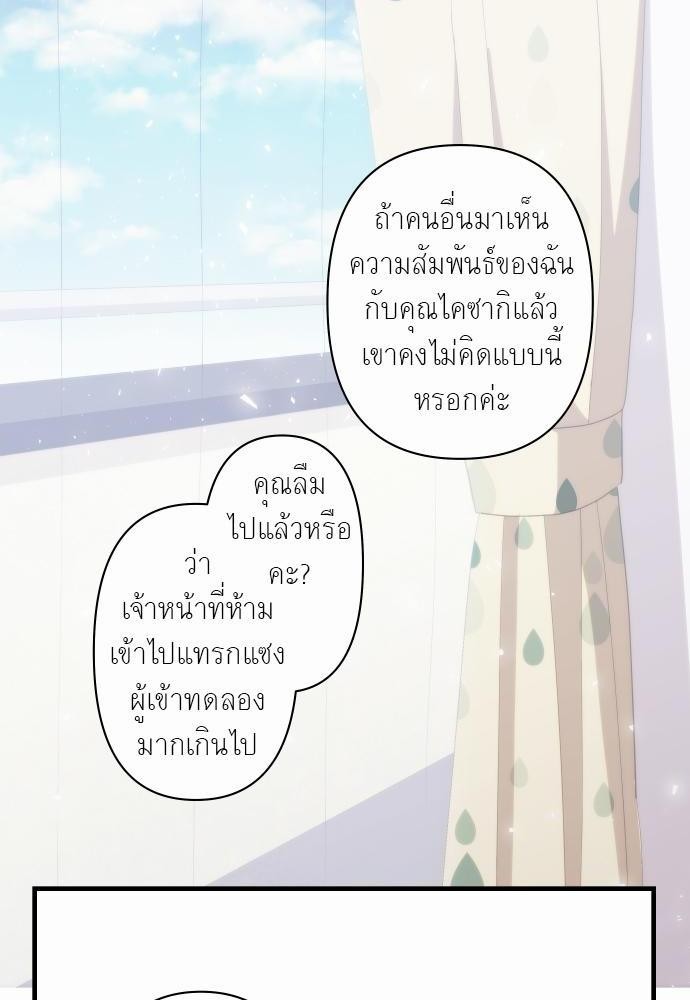 ถ้าคนอื่นมาเห็น
ความสัมพันธ์ของฉัน
กับคุณไคซากิแล้ว
เขาคงไม่คิดแบบนี้
หรอกค่ะ
คุณลืม
ไปแล้วหรือ
คะ?
ว่า
เจ้าหน้าที่ห้าม
เข้าไปแทรกแซง
ผู้เข้าทดลอง
มากเกินไป